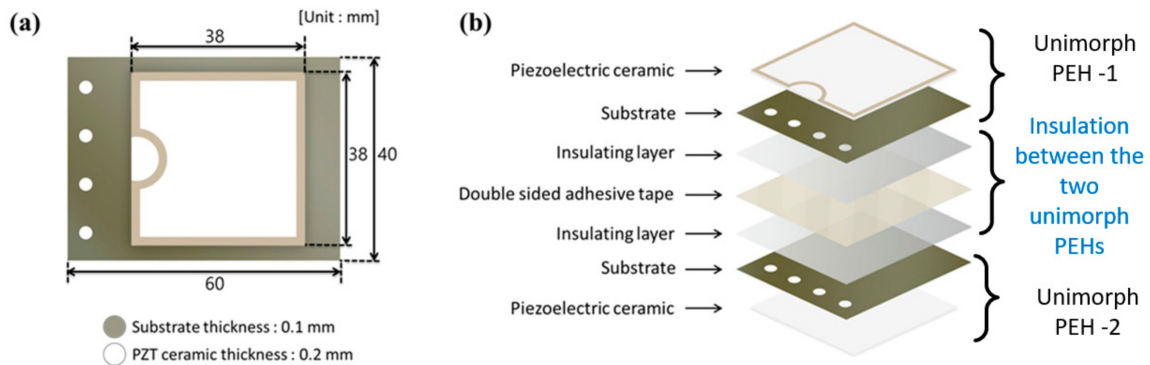 (a)
[Unit : mm]
38
38
40
60
Substrate thickness : 0.1 mm
PZT ceramic thickness : 0.2 mm
(b)
Piezoelectric ceramic
Substrate
Insulating layer
Double sided adhesive tape
Insulating layer
Substrate
Piezoelectric ceramic
Unimorph
PEH -1
Insulation
between the
two
unimorph
PEHs
Unimorph
PEH -2